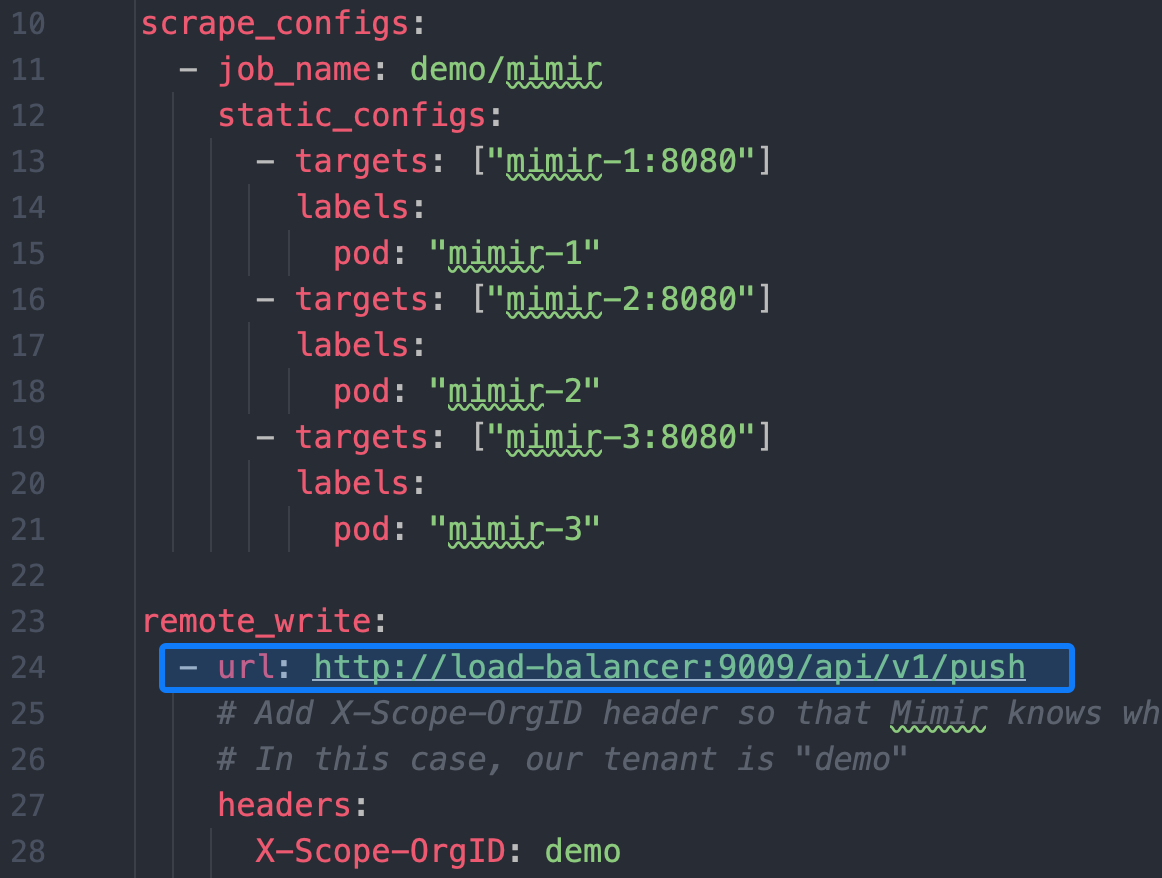 10 scrape_configs:
11 - job_name: demo/mimir
12 static_configs:
13 - targets: ["mimir-1:8080"]
14 labels:
15 pod: "mimir-1"
16 - targets: ["mimir-2:8080"]
17 labels:
18 pod: "mimir-2"
19 - targets: ["mimir-3:8080"]
20 labels:
21 pod: "mimir-3"
22
23 remote_write:
24 - url: http://load-balancer:9009/api/v1/push
25 # Add X-Scope-OrgID header so that Mimir knows wh
26 # In this case, our tenant is "demo"
27 headers:
28 X-Scope-OrgID: demo